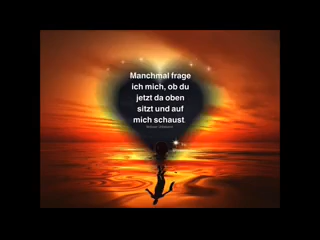 Manchmal frage
ich mich, ob du
jetzt da oben
sitzt und auf
mich schaust